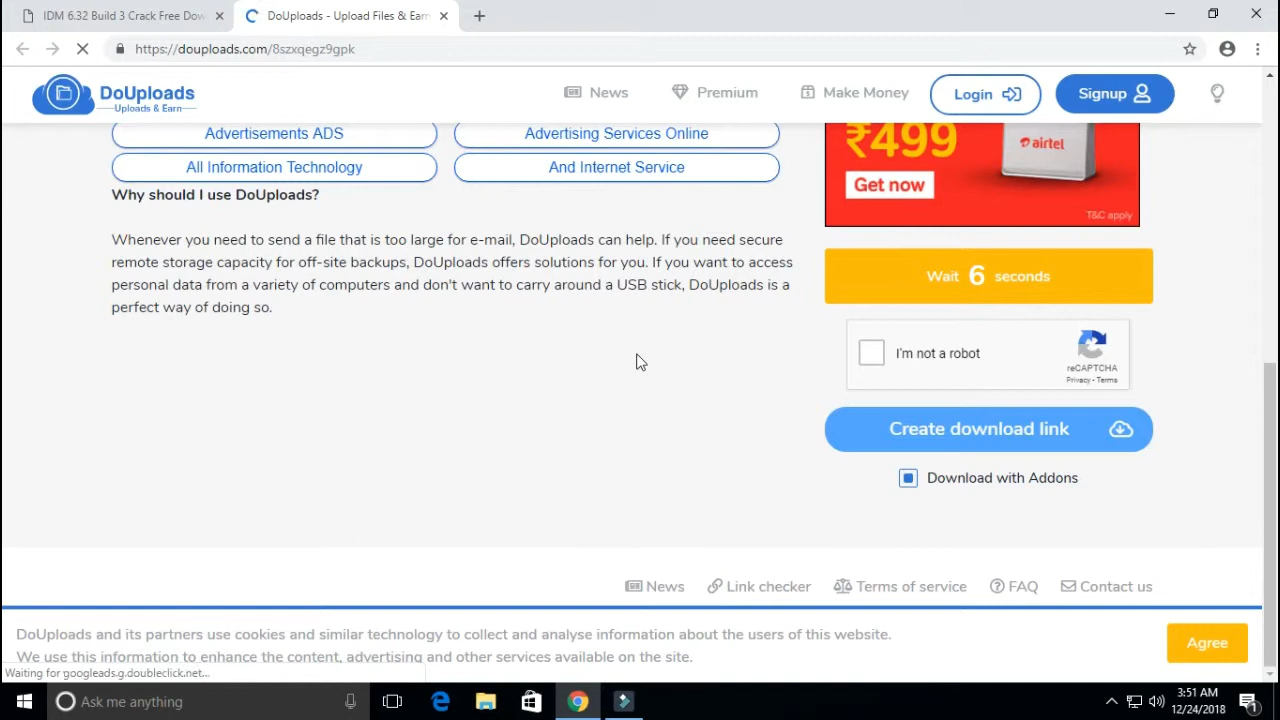 IDM 6.32 Build 3 Crack Free Dow
DoUploads - Upload Files & Earn
https://douploads.com/8szxqegz9gpk
DoUploads
Uploads & Earn
News
Premium
Make Money
Login
Signup
Advertisements ADS
Advertising Services Online
All Information Technology
And Internet Service
₹499
airtel
Get now
T&C apply
Why should I use DoUploads?
Whenever you need to send a file that is too large for e-mail, DoUploads can help. If you need secure
remote storage capacity for off-site backups, DoUploads offers solutions for you. If you want to access
personal data from a variety of computers and don't want to carry around a USB stick, DoUploads is a
perfect way of doing so.
Wait 6 seconds
I'm not a robot
reCAPTCHA
Privacy - Terms
Create download link
Download with Addons
News
Link checker
Terms of service
FAQ
Contact us
DoUploads and its partners use cookies and similar technology to collect and analyse information about the users of this website.
We use this information to enhance the content, advertising and other services available on the site.
Agree
Waiting for googleads.g.doubleclick.net...
Ask me anything
3:51 AM
12/24/2018
1